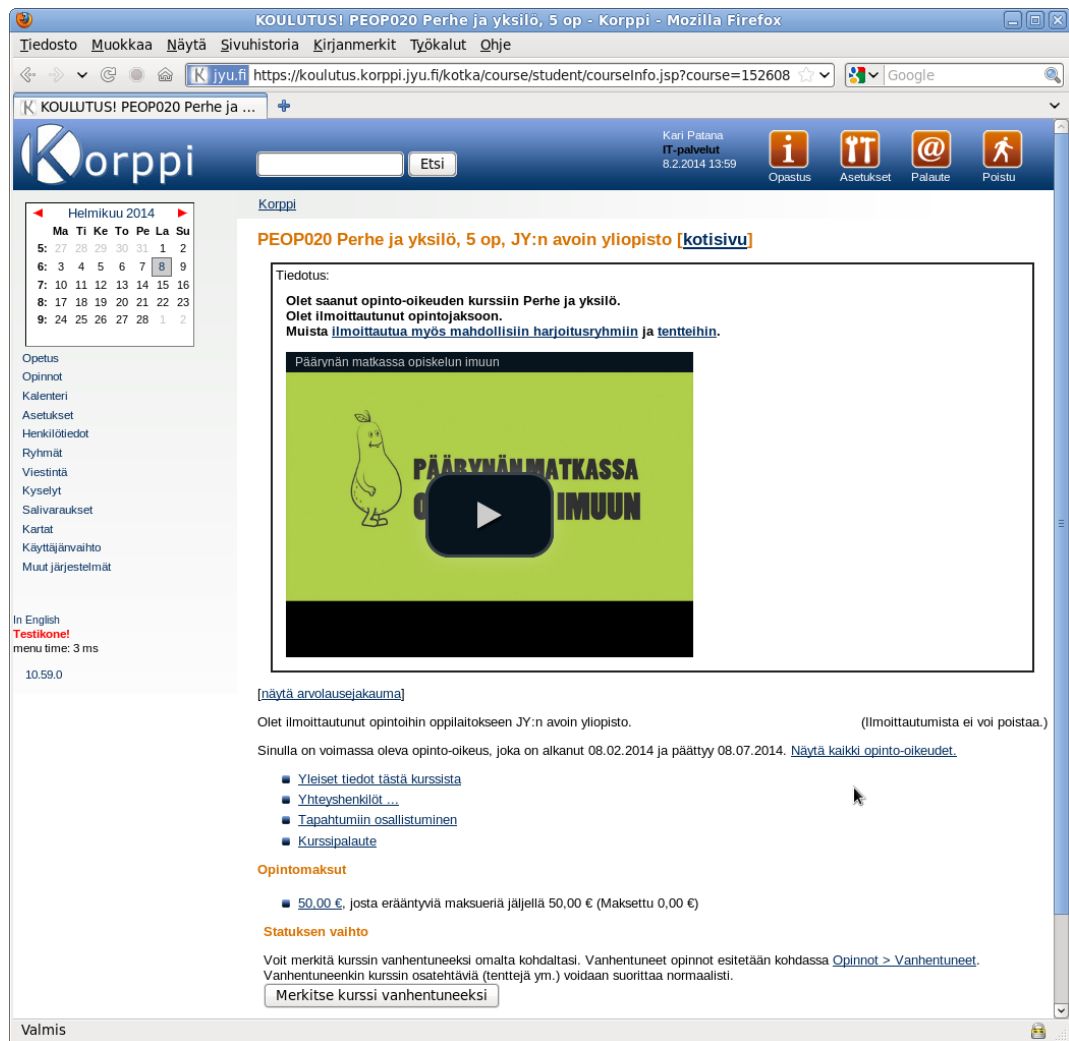 KOULUTUS! PEOP020 Perhe ja yksilö, 5 op - Korppi - Mozilla Firefox
Tiedosto Muokkaa Näytä Sivuhistoria Kirjanmerkit Työkalut Ohje
K jyu.fi https://koulutus.korppi.jyu.fi/kotka/course/student/courseInfo.jsp?course=152608 Google
K KOULUTUS! PEOP020 Perhe ja ...
Korppi
Etsi
Kari Patana
IT-palvelut
8.2.2014 13:59
Opastus Asetukset Palaute Poistu
Helmikuu 2014
Ma Ti Ke To Pe La Su
5: 27 28 29 30 31 1 2
6: 3 4 5 6 7 8 9
7: 10 11 12 13 14 15 16
8: 17 18 19 20 21 22 23
9: 24 25 26 27 28 1 2
Opetus
Opinnot
Kalenteri
Asetukset
Henkilötiedot
Ryhmät
Viestintä
Kyselyt
Salivaraukset
Kartat
Käyttäjänvaihto
Muut järjestelmät
In English
Testikone!
menu time: 3 ms
10.59.0
Korppi
PEOP020 Perhe ja yksilö, 5 op, JY:n avoin yliopisto [kotisivu]
Tiedotus:
Olet saanut opinto-oikeuden kurssiin Perhe ja yksilö.
Olet ilmoittautunut opintojaksoon.
Muista ilmoittautua myös mahdollisiin harjoitusryhmiin ja tentteihin.
Päärynän matkassa opiskelun imuun
PÄÄRYNÄN MATKASSA
IMUUN
[näytä arvolausejakauma]
Olet ilmoittautunut opintoihin oppilaitokseen JY:n avoin yliopisto. (Ilmoittautumista ei voi poistaa.)
Sinulla on voimassa oleva opinto-oikeus, joka on alkanut 08.02.2014 ja päättyy 08.07.2014. Näytä kaikki opinto-oikeudet.
Yleiset tiedot tästä kurssista
Yhteyshenkilöt ...
Tapahtumiin osallistuminen
Kurssipalaute
Opintomaksut
50,00 €, josta erääntyviä maksueriä jäljellä 50,00 € (Maksettu 0,00 €)
Statuksen vaihto
Voit merkitä kurssin vanhentuneeksi omalta kohdaltasi. Vanhentuneet opinnot esitetään kohdassa Opinnot > Vanhentuneet.
Vanhentuneenkin kurssin osatehtäviä (tenttejä ym.) voidaan suorittaa normaalisti.
Merkitse kurssi vanhentuneeksi
Valmis